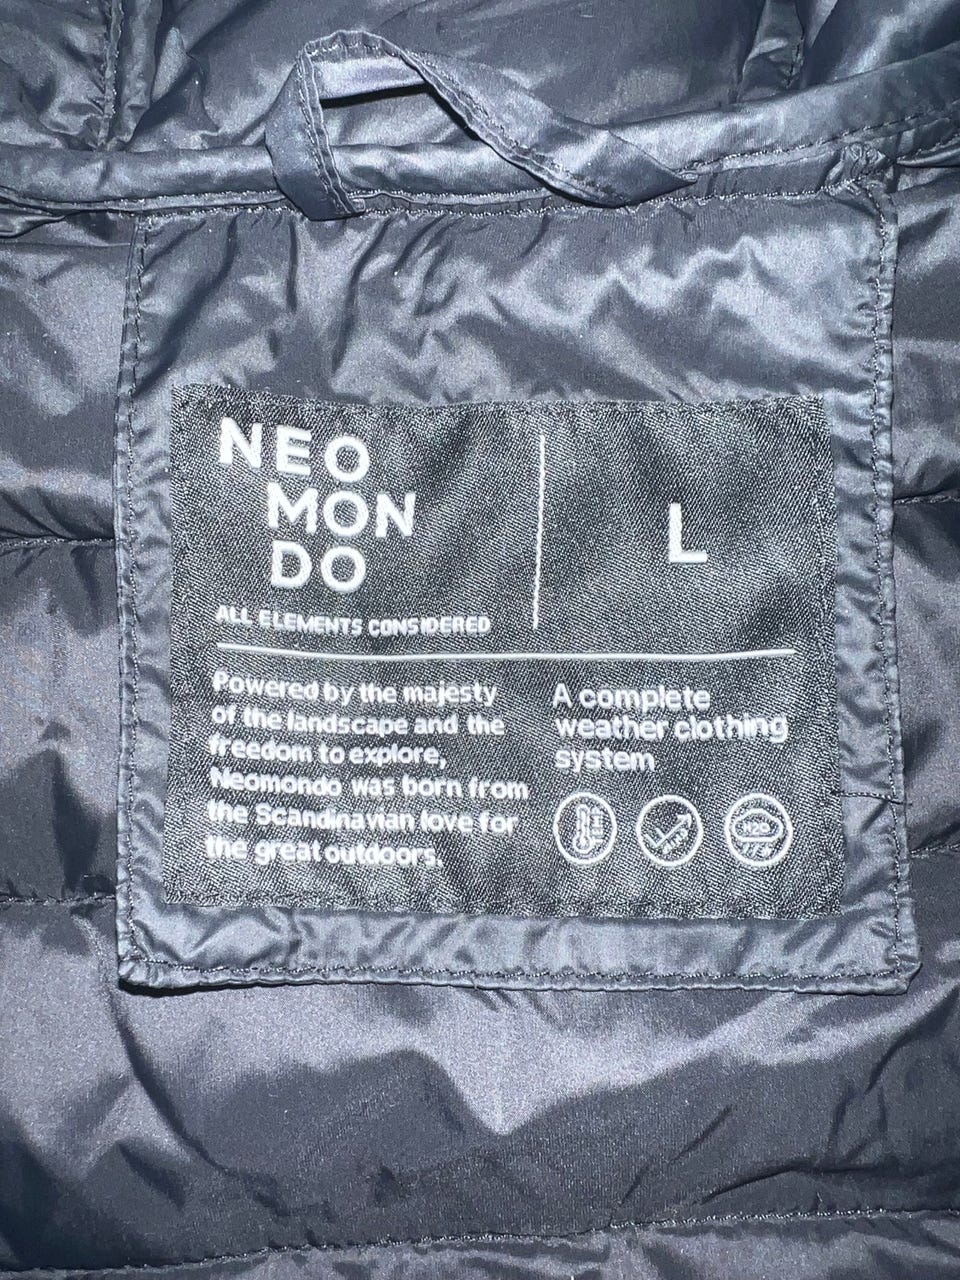 NEO
MON
DO
ALL ELEMENTS CONSIDERED
L
Powered by the majesty
of the landscape and the
freedom to explore,
Neomondo was born from
the Scandinavian love for
the great outdoors.
A complete
weather clothing
system
H2O